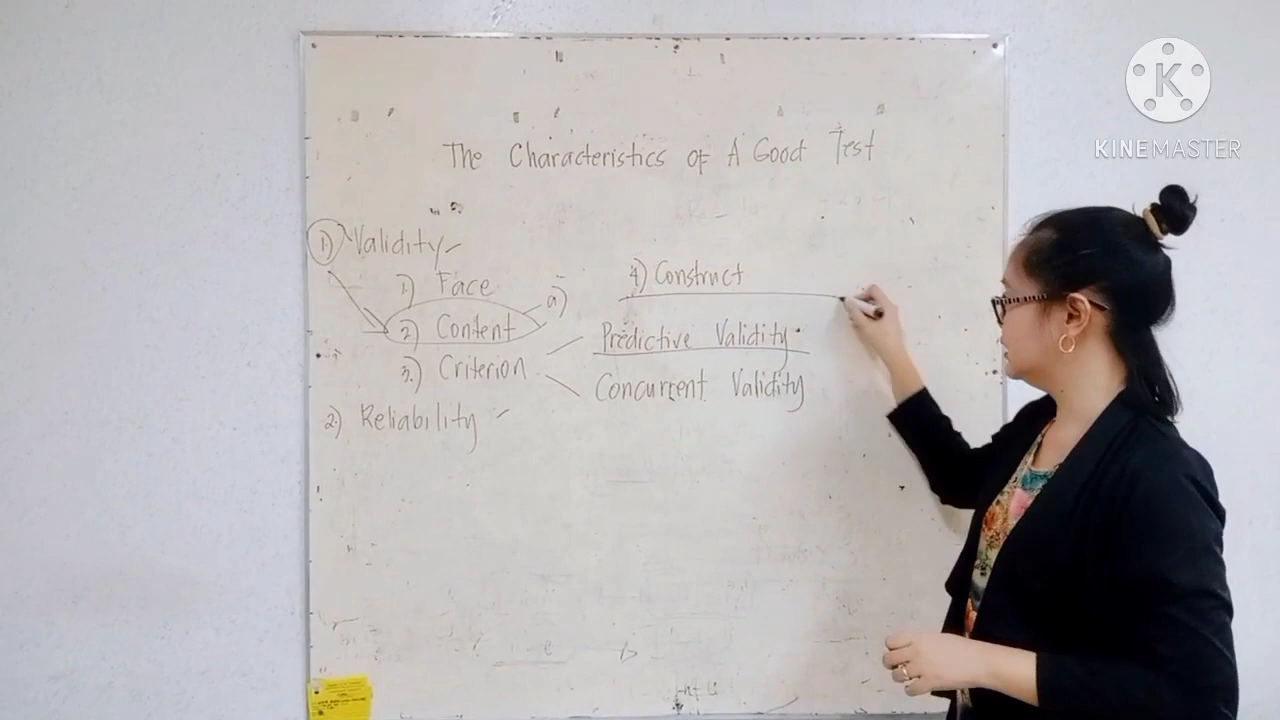 The Characteristics of A Good Test
1.) Validity
1.) Face
2.) Content
a)
3.) Criterion
4.) Construct
Predictive Validity
Concurrent Validity
2.) Reliability
KINEMASTER